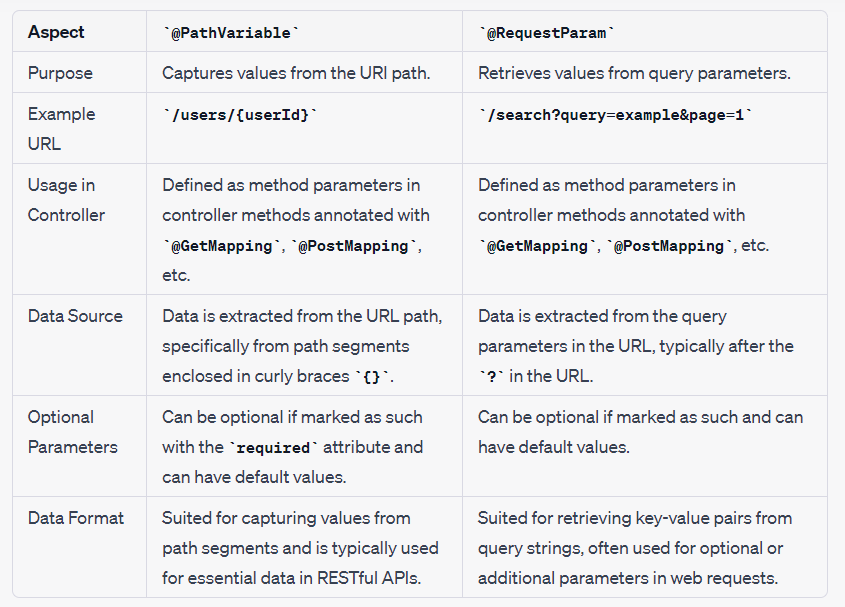 Aspect
`@PathVariable`
`@RequestParam`
Purpose
Captures values from the URI path.
Retrieves values from query parameters.
Example
URL
`/users/{userId}`
`/search?query=example&page=1`
Usage in
Controller
Defined as method parameters in
controller methods annotated with
`@GetMapping`, `@PostMapping`,
etc.
Defined as method parameters in
controller methods annotated with
`@GetMapping`, `@PostMapping`, etc.
Data Source
Data is extracted from the URL path,
specifically from path segments
enclosed in curly braces `{}`.
Data is extracted from the query
parameters in the URL, typically after the
`?` in the URL.
Optional
Parameters
Can be optional if marked as such
with the `required` attribute and
can have default values.
Can be optional if marked as such and can
have default values.
Data Format
Suited for capturing values from
path segments and is typically used
for essential data in RESTful APIs.
Suited for retrieving key-value pairs from
query strings, often used for optional or
additional parameters in web requests.